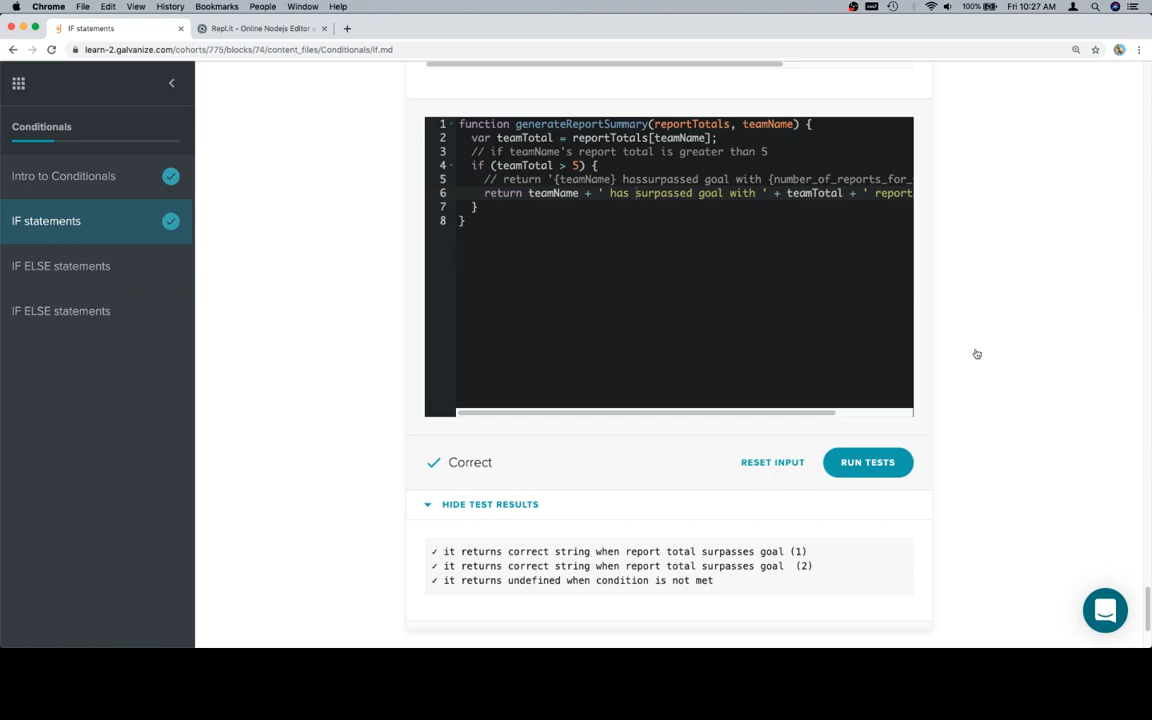 Chrome File Edit View History Bookmarks People Window Help
100% Fri 10:27 AM
IF statements
Repl.it - Online Nodejs Editor
learn-2.galvanize.com/cohorts/775/blocks/74/content_files/Conditionals/if.md
Conditionals
Intro to Conditionals
IF statements
IF ELSE statements
IF ELSE statements
1 function generateReportSummary(reportTotals, teamName) {
2 var teamTotal = reportTotals[teamName];
3 // if teamName's report total is greater than 5
4 if (teamTotal > 5) {
5 // return '{teamName} hassurpassed goal with {number_of_reports_for_
6 return teamName + ' has surpassed goal with ' + teamTotal + ' report
7 }
8 }
Correct
RESET INPUT
RUN TESTS
HIDE TEST RESULTS
✓ it returns correct string when report total surpasses goal (1)
✓ it returns correct string when report total surpasses goal (2)
✓ it returns undefined when condition is not met